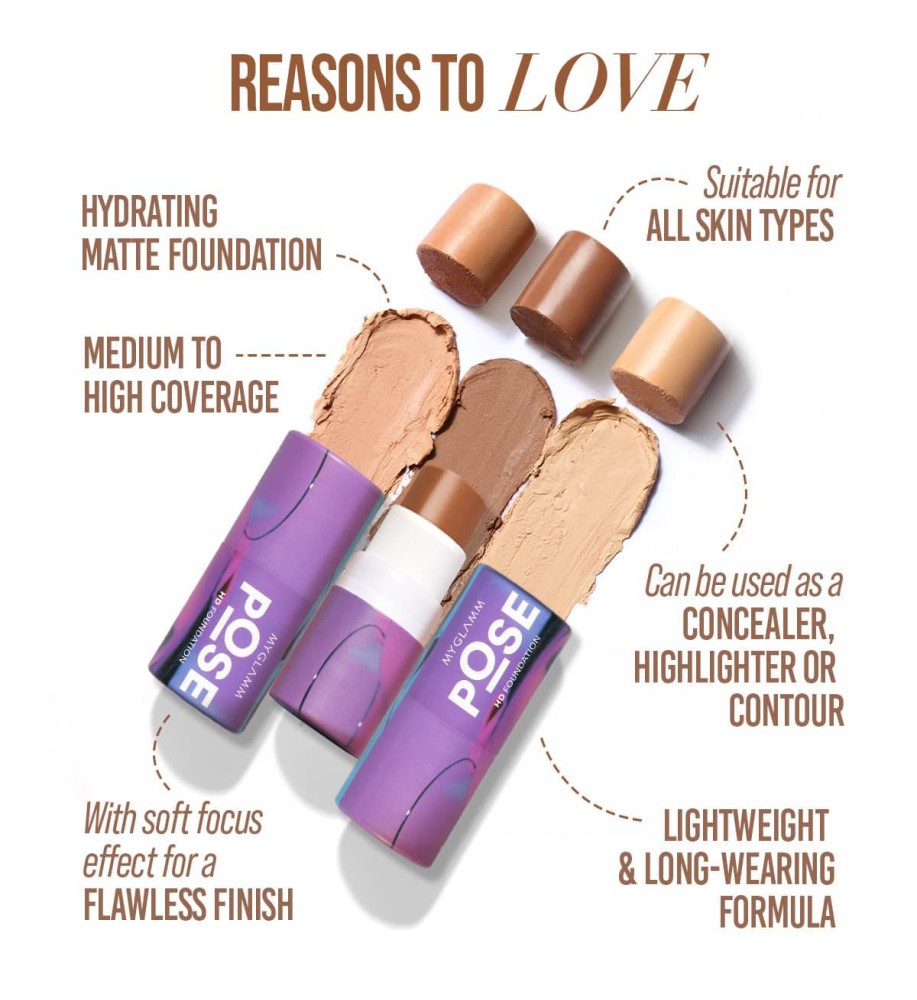 REASONS TO LOVE
HYDRATING
MATTE FOUNDATION
Suitable for
ALL SKIN TYPES
MEDIUM TO
HIGH COVERAGE
MYGLAMM
POSE
HD FOUNDATION
MYGLAMM
POSE
HD FOUNDATION
Can be used as a
CONCEALER,
HIGHLIGHTER OR
CONTOUR
With soft focus
effect for a
FLAWLESS FINISH
LIGHTWEIGHT
& LONG-WEARING
FORMULA